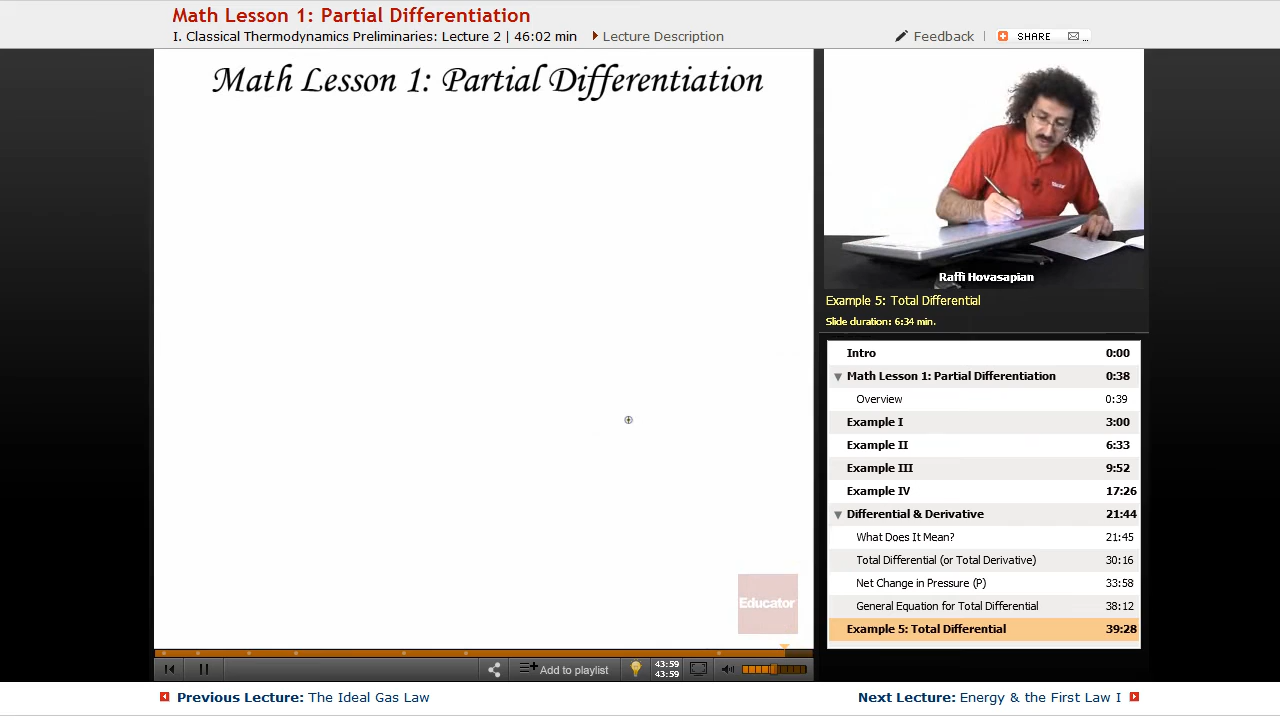 Math Lesson 1: Partial Differentiation
I. Classical Thermodynamics Preliminaries: Lecture 2 | 46:02 min
Lecture Description
Feedback
SHARE
...
Math Lesson 1: Partial Differentiation
Educator
Raffi Hovasapian
Example 5: Total Differential
Slide duration: 6:34 min.
Intro 0:00
Math Lesson 1: Partial Differentiation 0:38
Overview 0:39
Example I 3:00
Example II 6:33
Example III 9:52
Example IV 17:26
Differential & Derivative 21:44
What Does It Mean? 21:45
Total Differential (or Total Derivative) 30:16
Net Change in Pressure (P) 33:58
General Equation for Total Differential 38:12
Example 5: Total Differential 39:28
Add to playlist
43:59
43:59
Previous Lecture: The Ideal Gas Law
Next Lecture: Energy & the First Law I